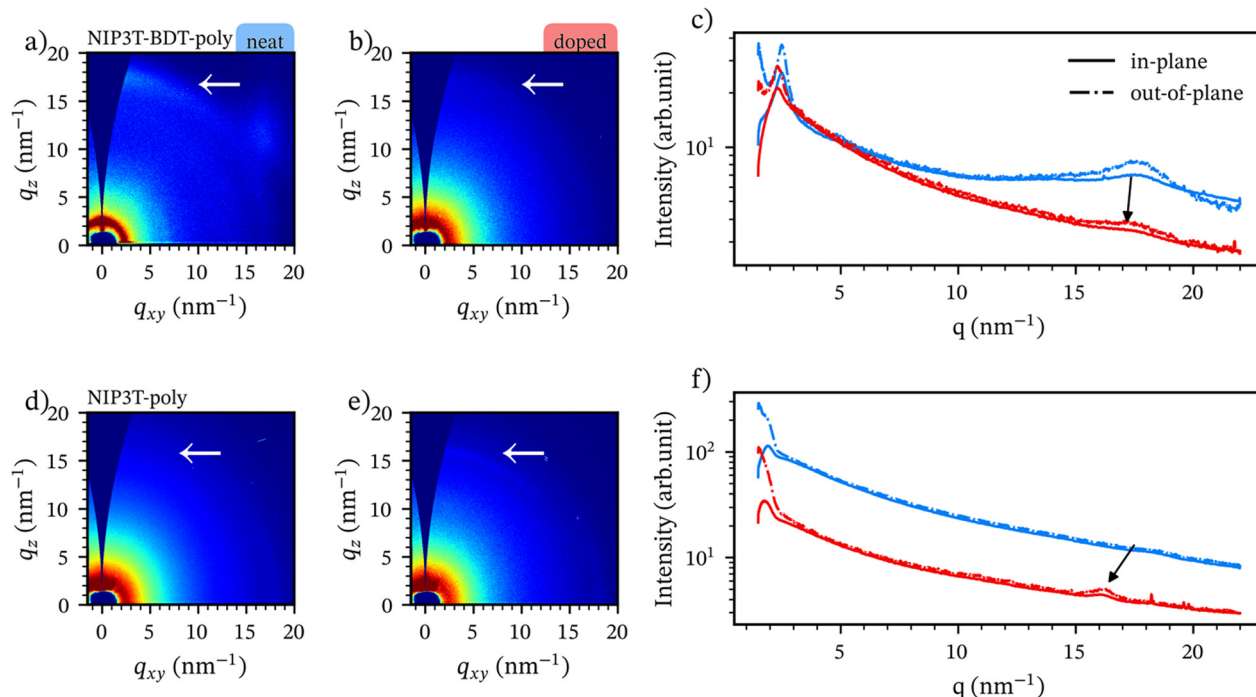 a) NIP3T-BDT-poly neat
20
15
10
5
0
q_z (nm⁻¹)
0 5 10 15 20
q_xy (nm⁻¹)
b) doped
20
15
10
5
0
q_z (nm⁻¹)
0 5 10 15 20
q_xy (nm⁻¹)
c)
in-plane
out-of-plane
10¹
Intensity (arb.unit)
5 10 15 20
q (nm⁻¹)
d) NIP3T-poly
20
15
10
5
0
q_z (nm⁻¹)
0 5 10 15 20
q_xy (nm⁻¹)
e)
20
15
10
5
0
q_z (nm⁻¹)
0 5 10 15 20
q_xy (nm⁻¹)
f)
10²
10¹
Intensity (arb.unit)
5 10 15 20
q (nm⁻¹)